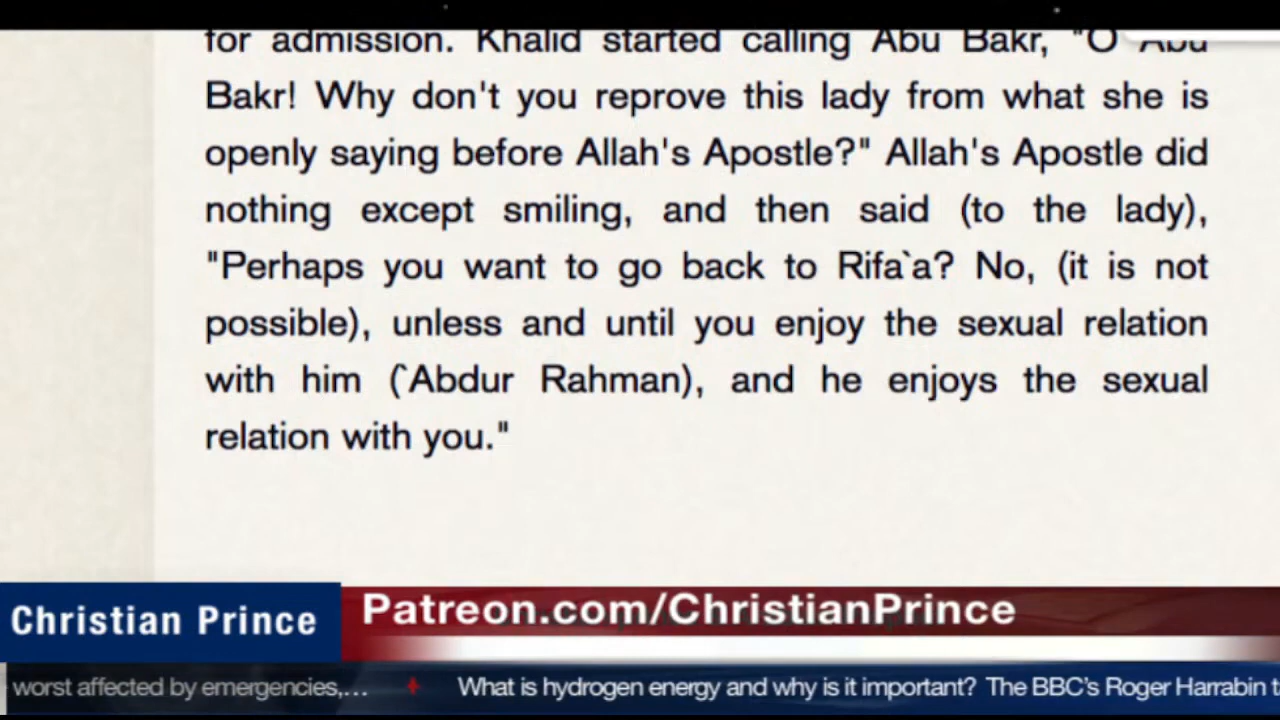 for admission. Khalid started calling Abu Bakr, "O Abu
Bakr! Why don't you reprove this lady from what she is
openly saying before Allah's Apostle?" Allah's Apostle did
nothing except smiling, and then said (to the lady),
"Perhaps you want to go back to Rifa`a? No, (it is not
possible), unless and until you enjoy the sexual relation
with him (`Abdur Rahman), and he enjoys the sexual
relation with you."
Christian Prince
Patreon.com/ChristianPrince
worst affected by emergencies,... What is hydrogen energy and why is it important? The BBC's Roger Harrabin t